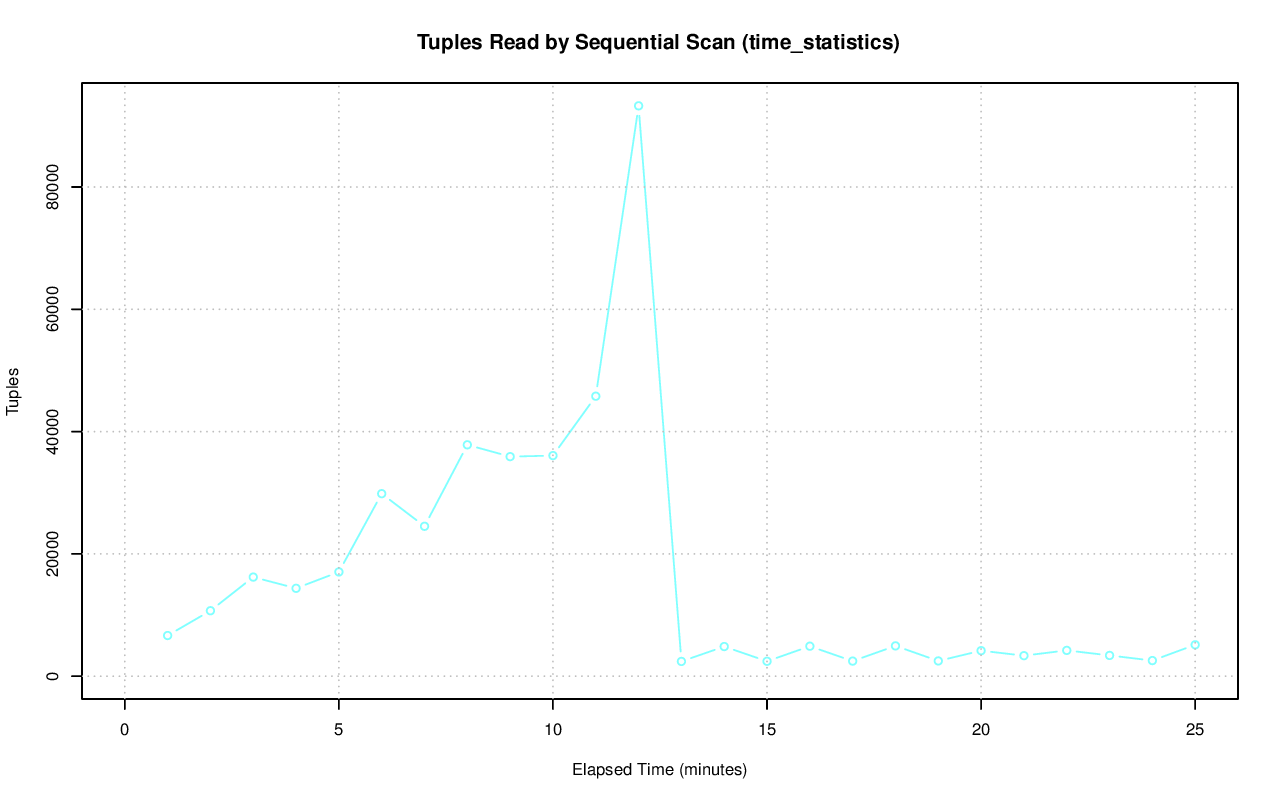 Tuples Read by Sequential Scan (time_statistics)
Tuples
80000
60000
40000
20000
0
0 5 10 15 20 25
Elapsed Time (minutes)